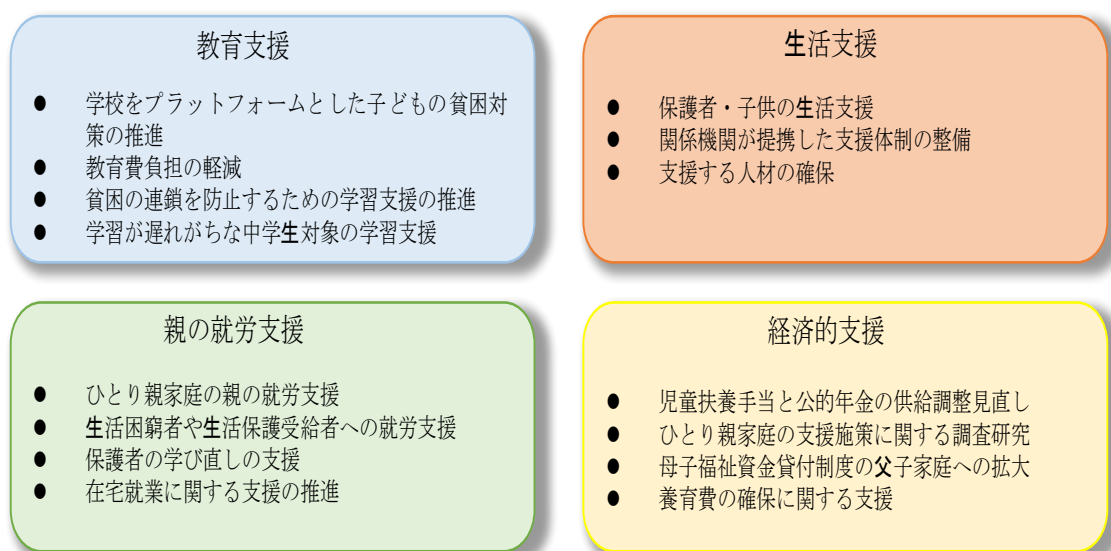 教育支援
● 学校をプラットフォームとした子どもの貧困対
策の推進
● 教育費負担の軽減
● 貧困の連鎖を防止するための学習支援の推進
● 学習が遅れがちな中学生対象の学習支援
生活支援
● 保護者・子供の生活支援
● 関係機関が提携した支援体制の整備
● 支援する人材の確保
親の就労支援
● ひとり親家庭の親の就労支援
● 生活困窮者や生活保護受給者への就労支援
● 保護者の学び直しの支援
● 在宅就業に関する支援の推進
経済的支援
● 児童扶養手当と公的年金の供給調整見直し
● ひとり親家庭の支援施策に関する調査研究
● 母子福祉資金貸付制度の父子家庭への拡大
● 養育費の確保に関する支援